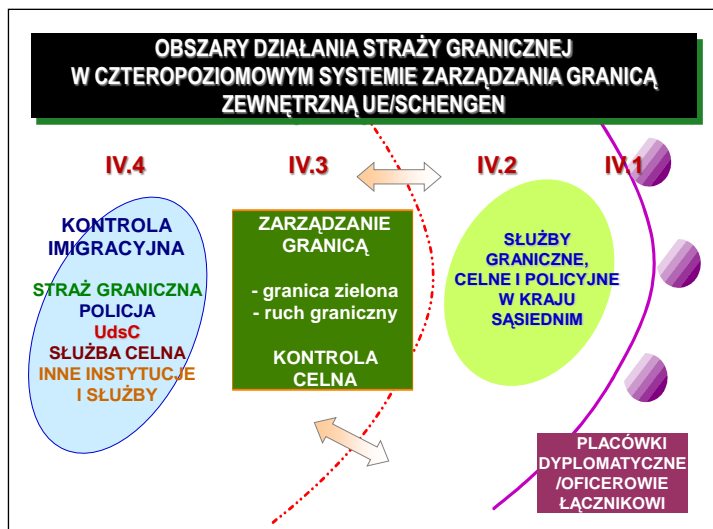 OBSZARY DZIAŁANIA STRAŻY GRANICZNEJ
W CZTEROPOZIOMOWYM SYSTEMIE ZARZĄDZANIA GRANICĄ
ZEWNĘTRZNĄ UE/SCHENGEN
IV.4
IV.3
IV.2
IV.1
KONTROLA
IMIGRACYJNA
STRAŻ GRANICZNA
POLICJA
UdsC
SŁUŻBA CELNA
INNE INSTYTUCJE
I SŁUŻBY
ZARZĄDZANIE
GRANICĄ
- granica zielona
- ruch graniczny
KONTROLA
CELNA
SŁUŻBY
GRANICZNE,
CELNE I POLICYJNE
W KRAJU
SĄSIEDNIM
PLACÓWKI
DYPLOMATYCZNE
/OFICEROWIE
ŁĄCZNIKOWI